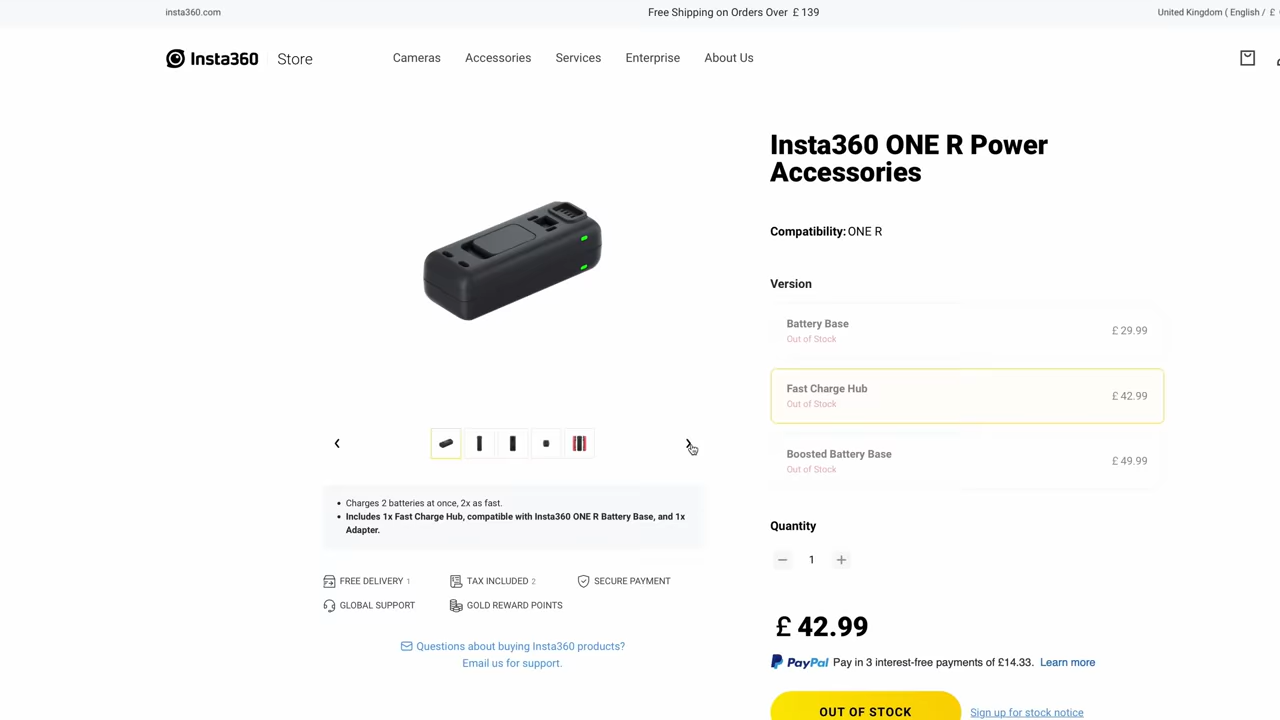 insta360.com
Free Shipping on Orders Over £ 139
United Kingdom ( English / £
Insta360 Store
Cameras
Accessories
Services
Enterprise
About Us
Insta360 ONE R Power
Accessories
Compatibility: ONE R
Version
Battery Base
Out of Stock
£ 29.99
Fast Charge Hub
Out of Stock
£ 42.99
Boosted Battery Base
Out of Stock
£ 49.99
• Charges 2 batteries at once, 2x as fast.
• Includes 1x Fast Charge Hub, compatible with Insta360 ONE R Battery Base, and 1x
Adapter.
Quantity
1
FREE DELIVERY 1
TAX INCLUDED 2
SECURE PAYMENT
GLOBAL SUPPORT
GOLD REWARD POINTS
£ 42.99
Questions about buying Insta360 products?
Email us for support.
PayPal Pay in 3 interest-free payments of £14.33. Learn more
OUT OF STOCK
Sign up for stock notice